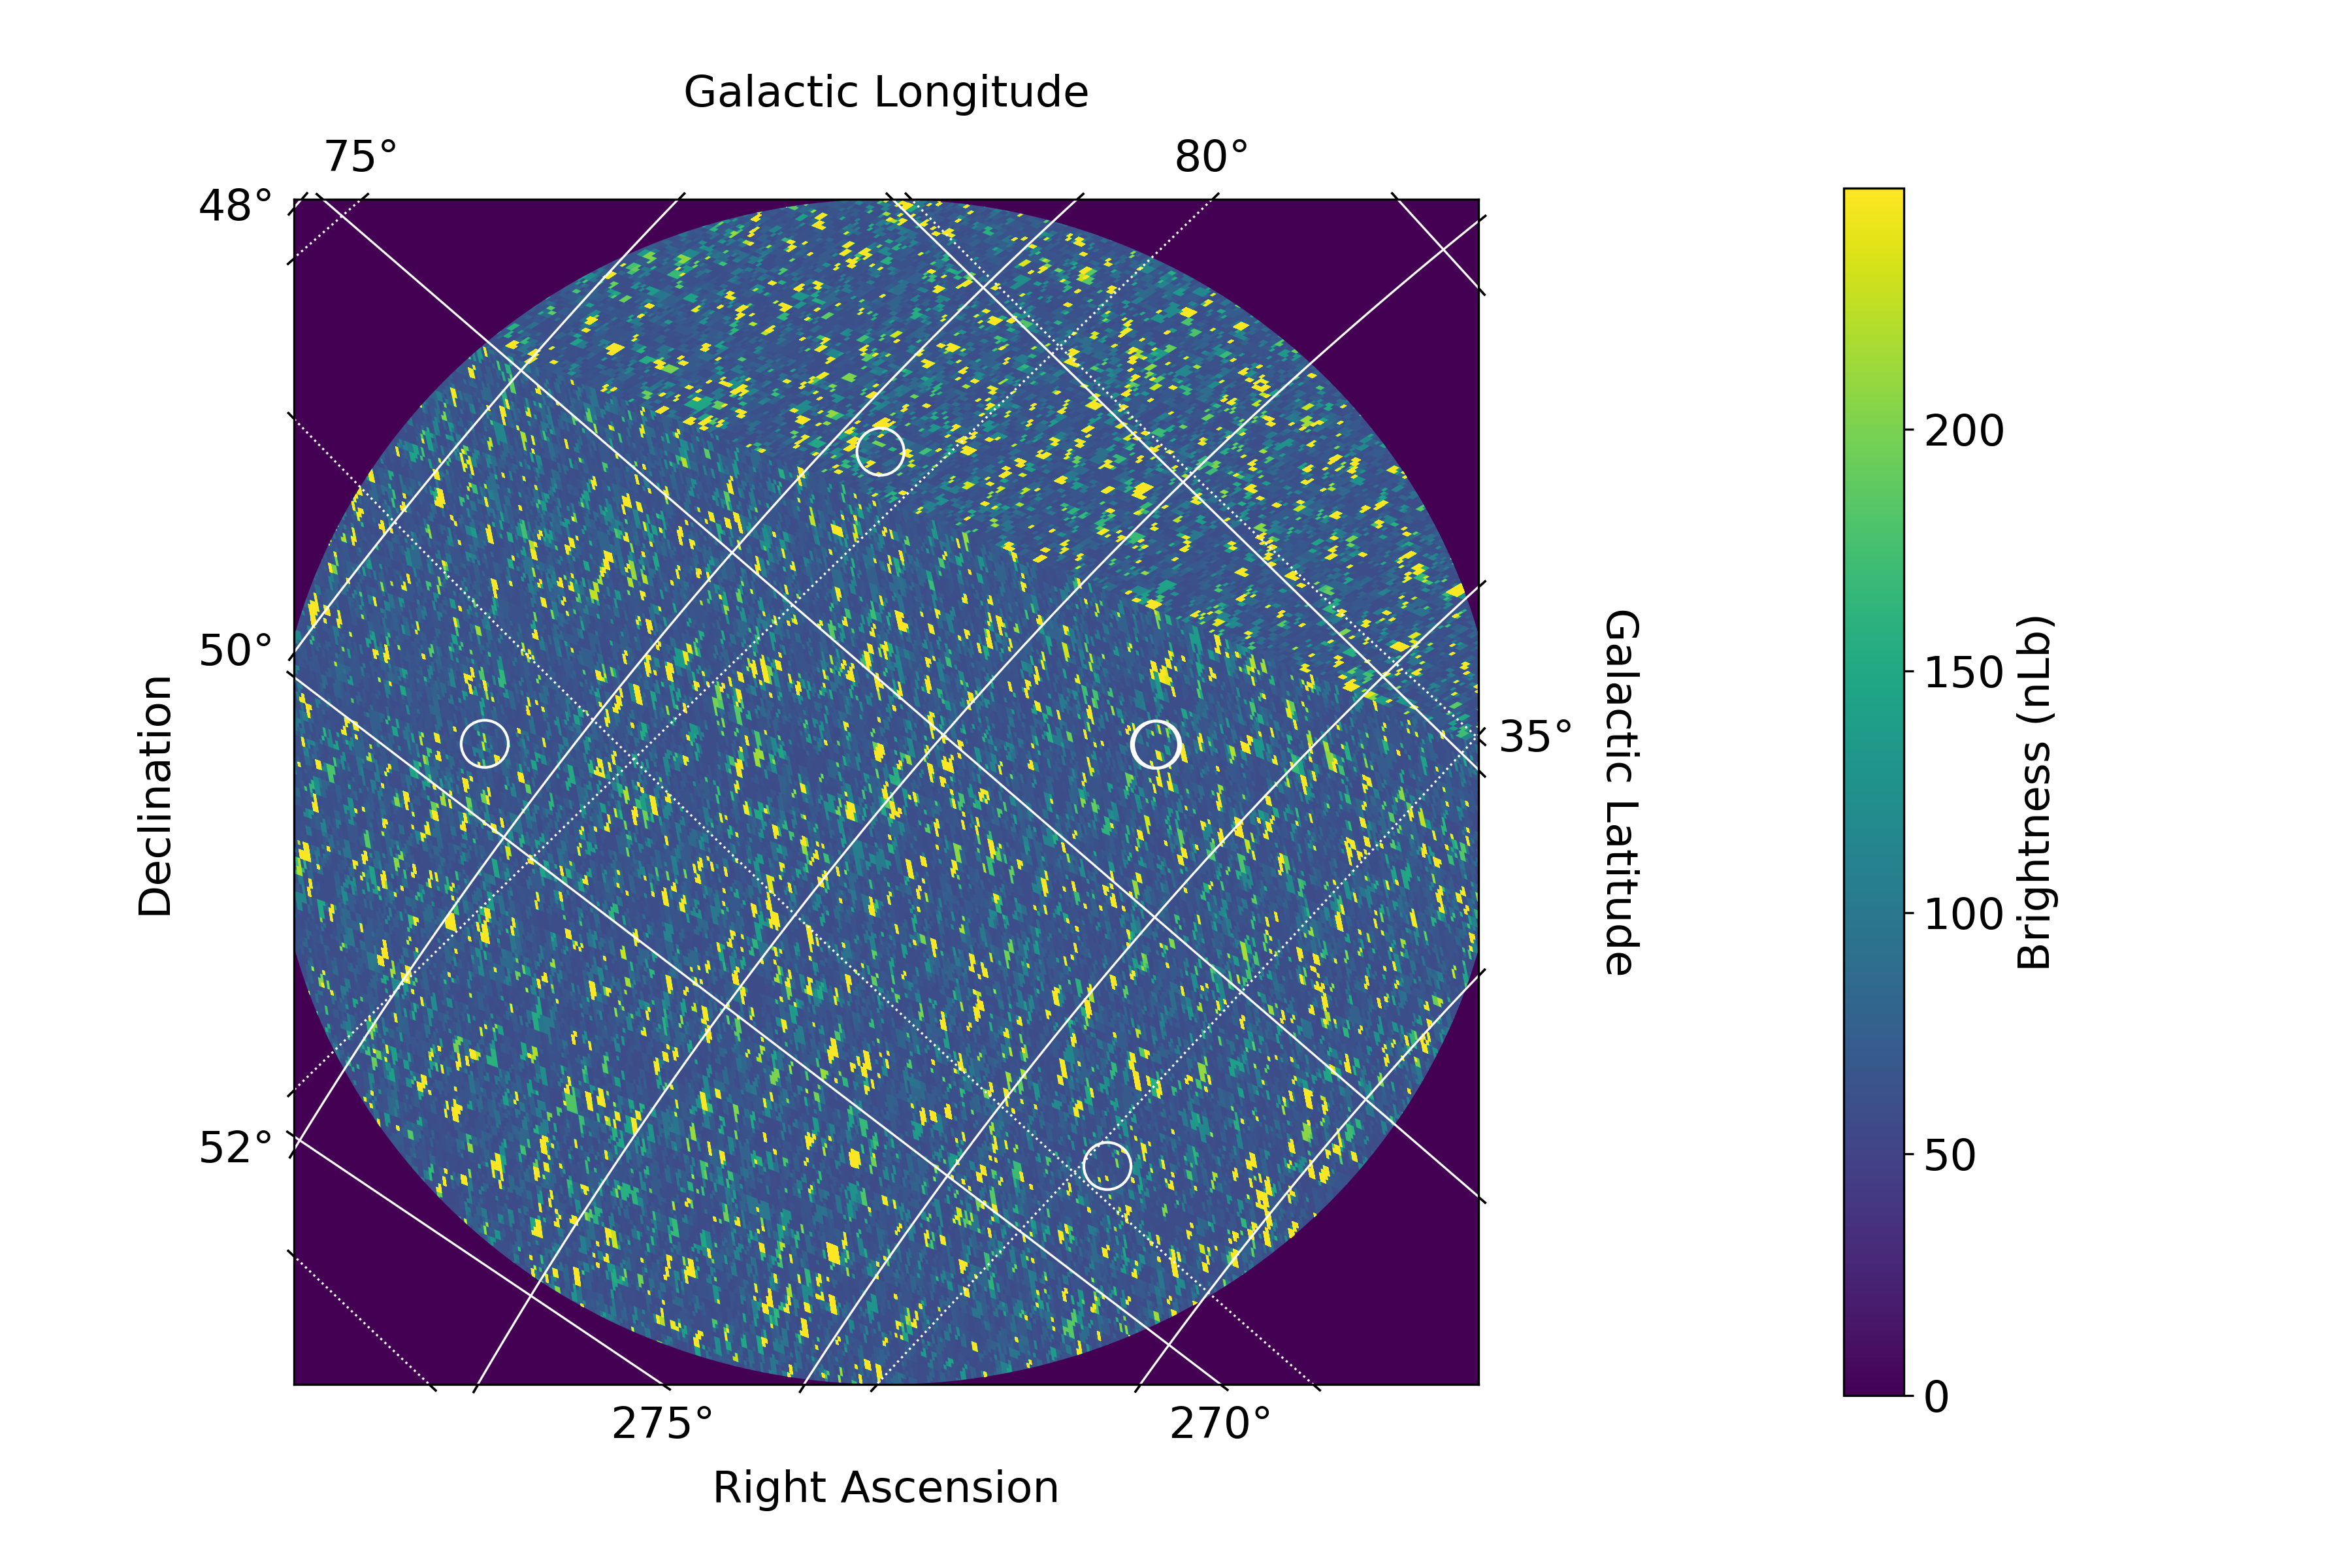 Galactic Longitude
75°
80°
48°
50°
52°
Declination
35°
Galactic Latitude
275°
270°
Right Ascension
200
150
100
50
0
Brightness (nLb)